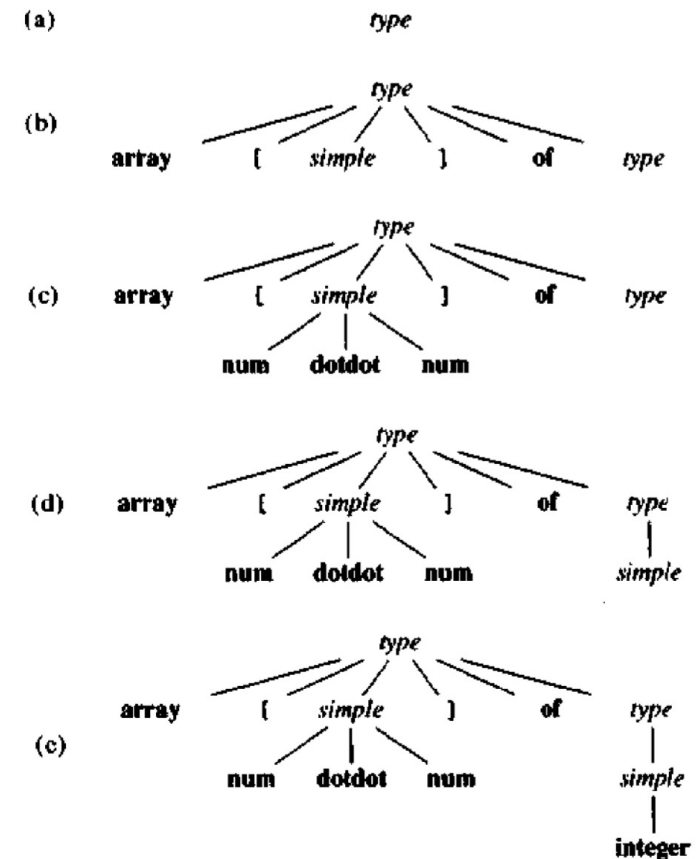 (a) type
type
(b)
array [ simple ] of type
type
(c) array [ simple ] of type
num dotdot num
type
(d) array [ simple ] of type
num dotdot num simple
type
array [ simple ] of type
(c)
num dotdot num simple
integer